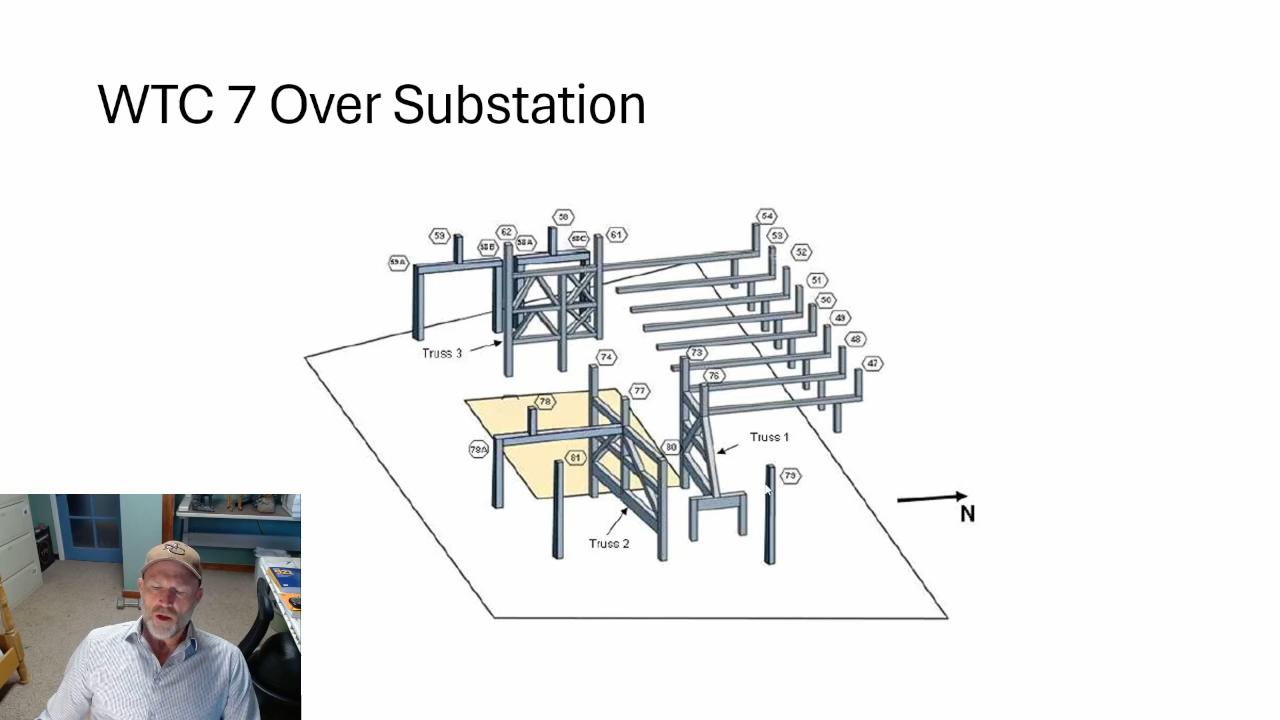 WTC 7 Over Substation
54
58
59
62
58A
58C
61
53
58B
52
59A
51
50
49
Truss 3
48
74
73
47
76
77
78
Truss 1
78A
81
80
79
N
Truss 2